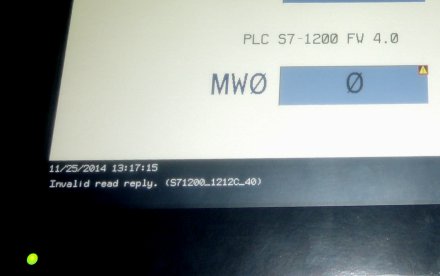 PLC S7-1200 FW 4.0
MW0 0
11/25/2014 13:17:15
Invalid read reply. (S71200_1212C_40)